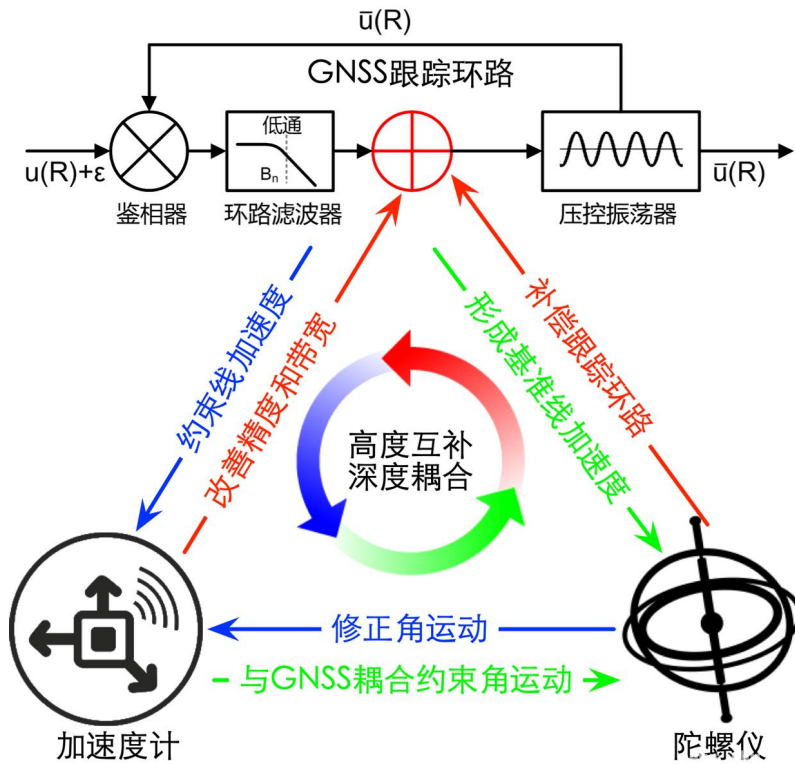 ū(R)
GNSS跟踪环路
低通
Bn
u(R)+ε
ū(R)
鉴相器
环路滤波器
压控振荡器
约束线加速度
改善精度和带宽
形成基准线加速度
补偿跟踪环路
高度互补
深度耦合
修正角运动
与GNSS耦合约束角运动
加速度计
陀螺仪